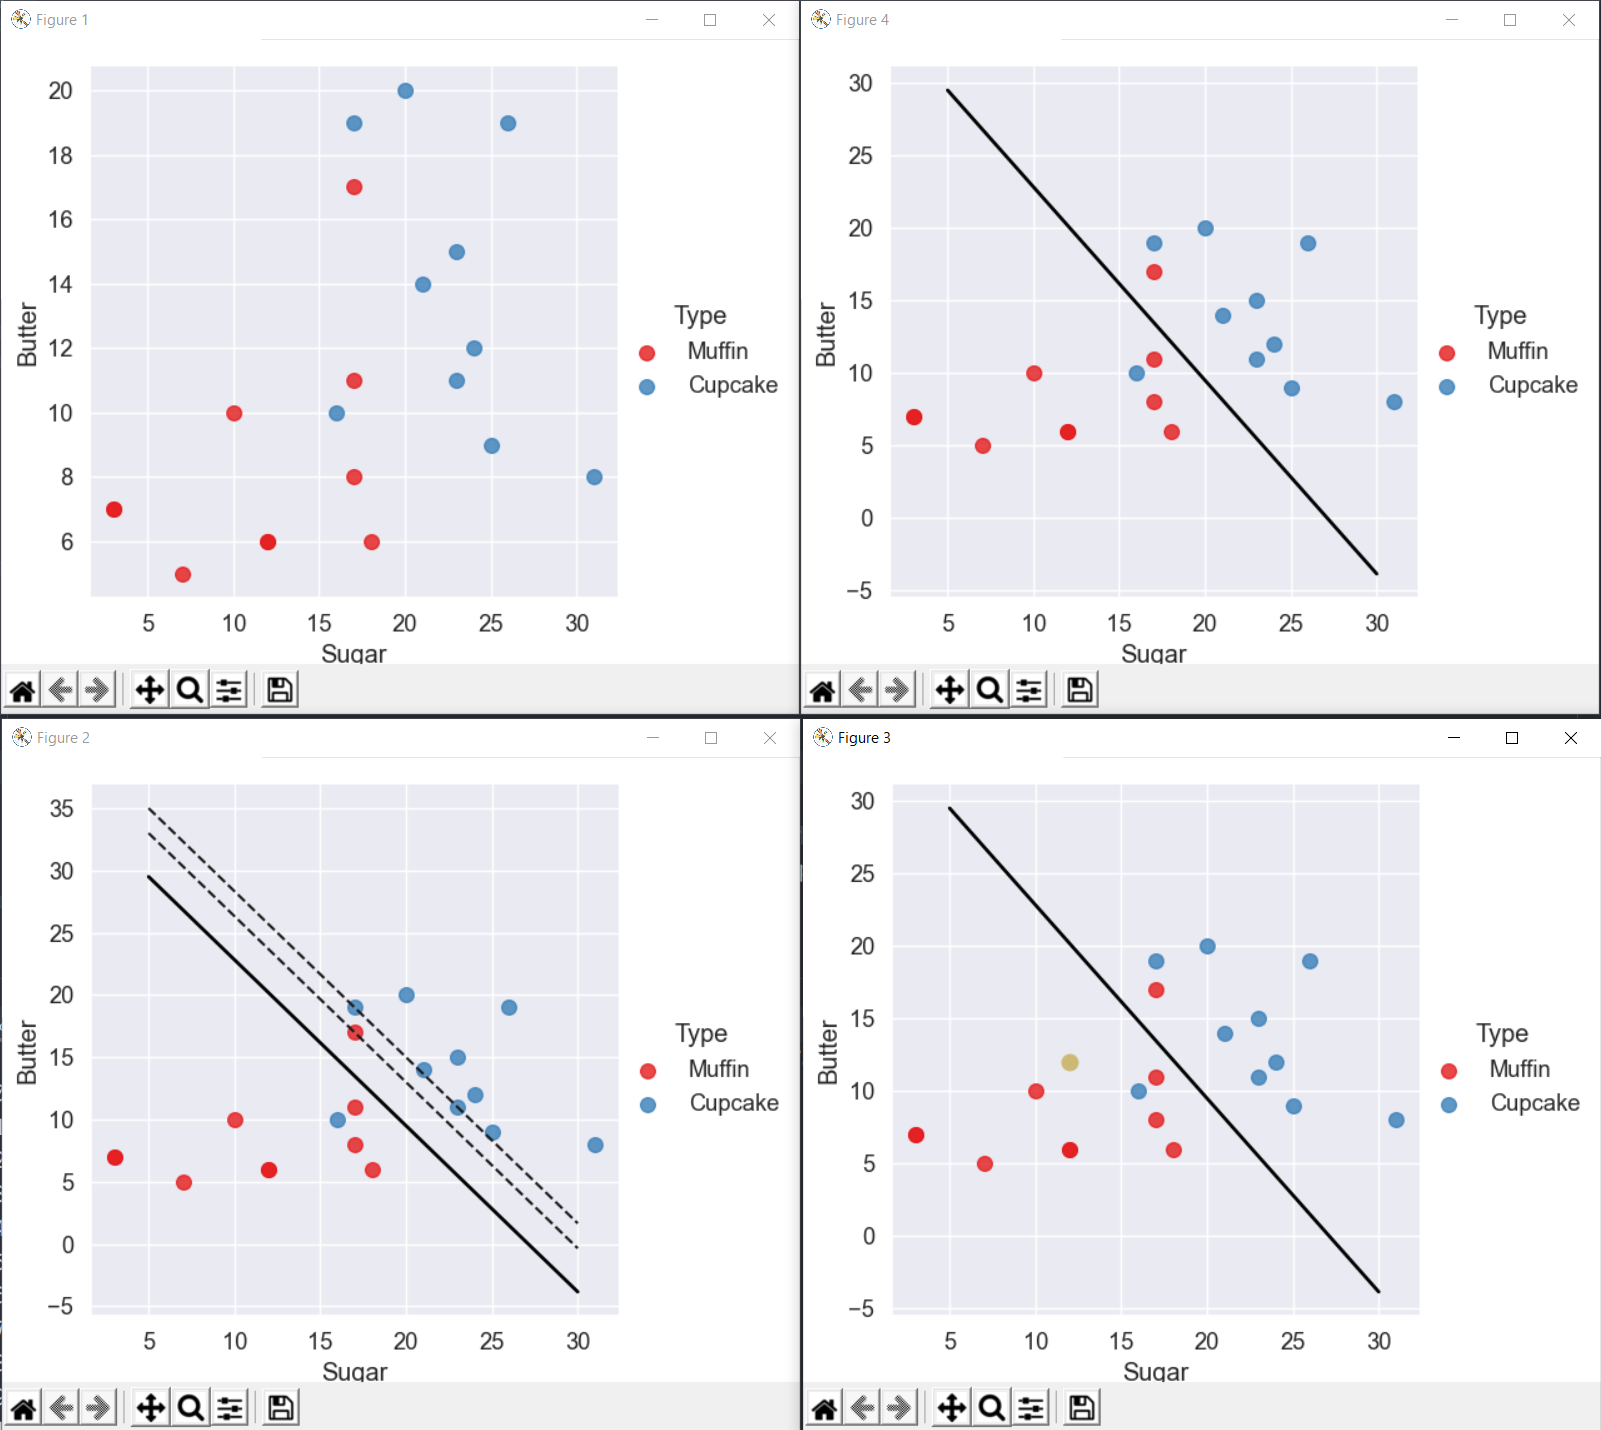 Figure 1
20
18
16
14
12
10
8
6
Butter
5 10 15 20 25 30
Sugar
Type
Muffin
Cupcake
Figure 4
30
25
20
15
10
5
0
−5
Butter
5 10 15 20 25 30
Sugar
Type
Muffin
Cupcake
Figure 2
35
30
25
20
15
10
5
0
−5
Butter
5 10 15 20 25 30
Sugar
Type
Muffin
Cupcake
Figure 3
30
25
20
15
10
5
0
−5
Butter
5 10 15 20 25 30
Sugar
Type
Muffin
Cupcake